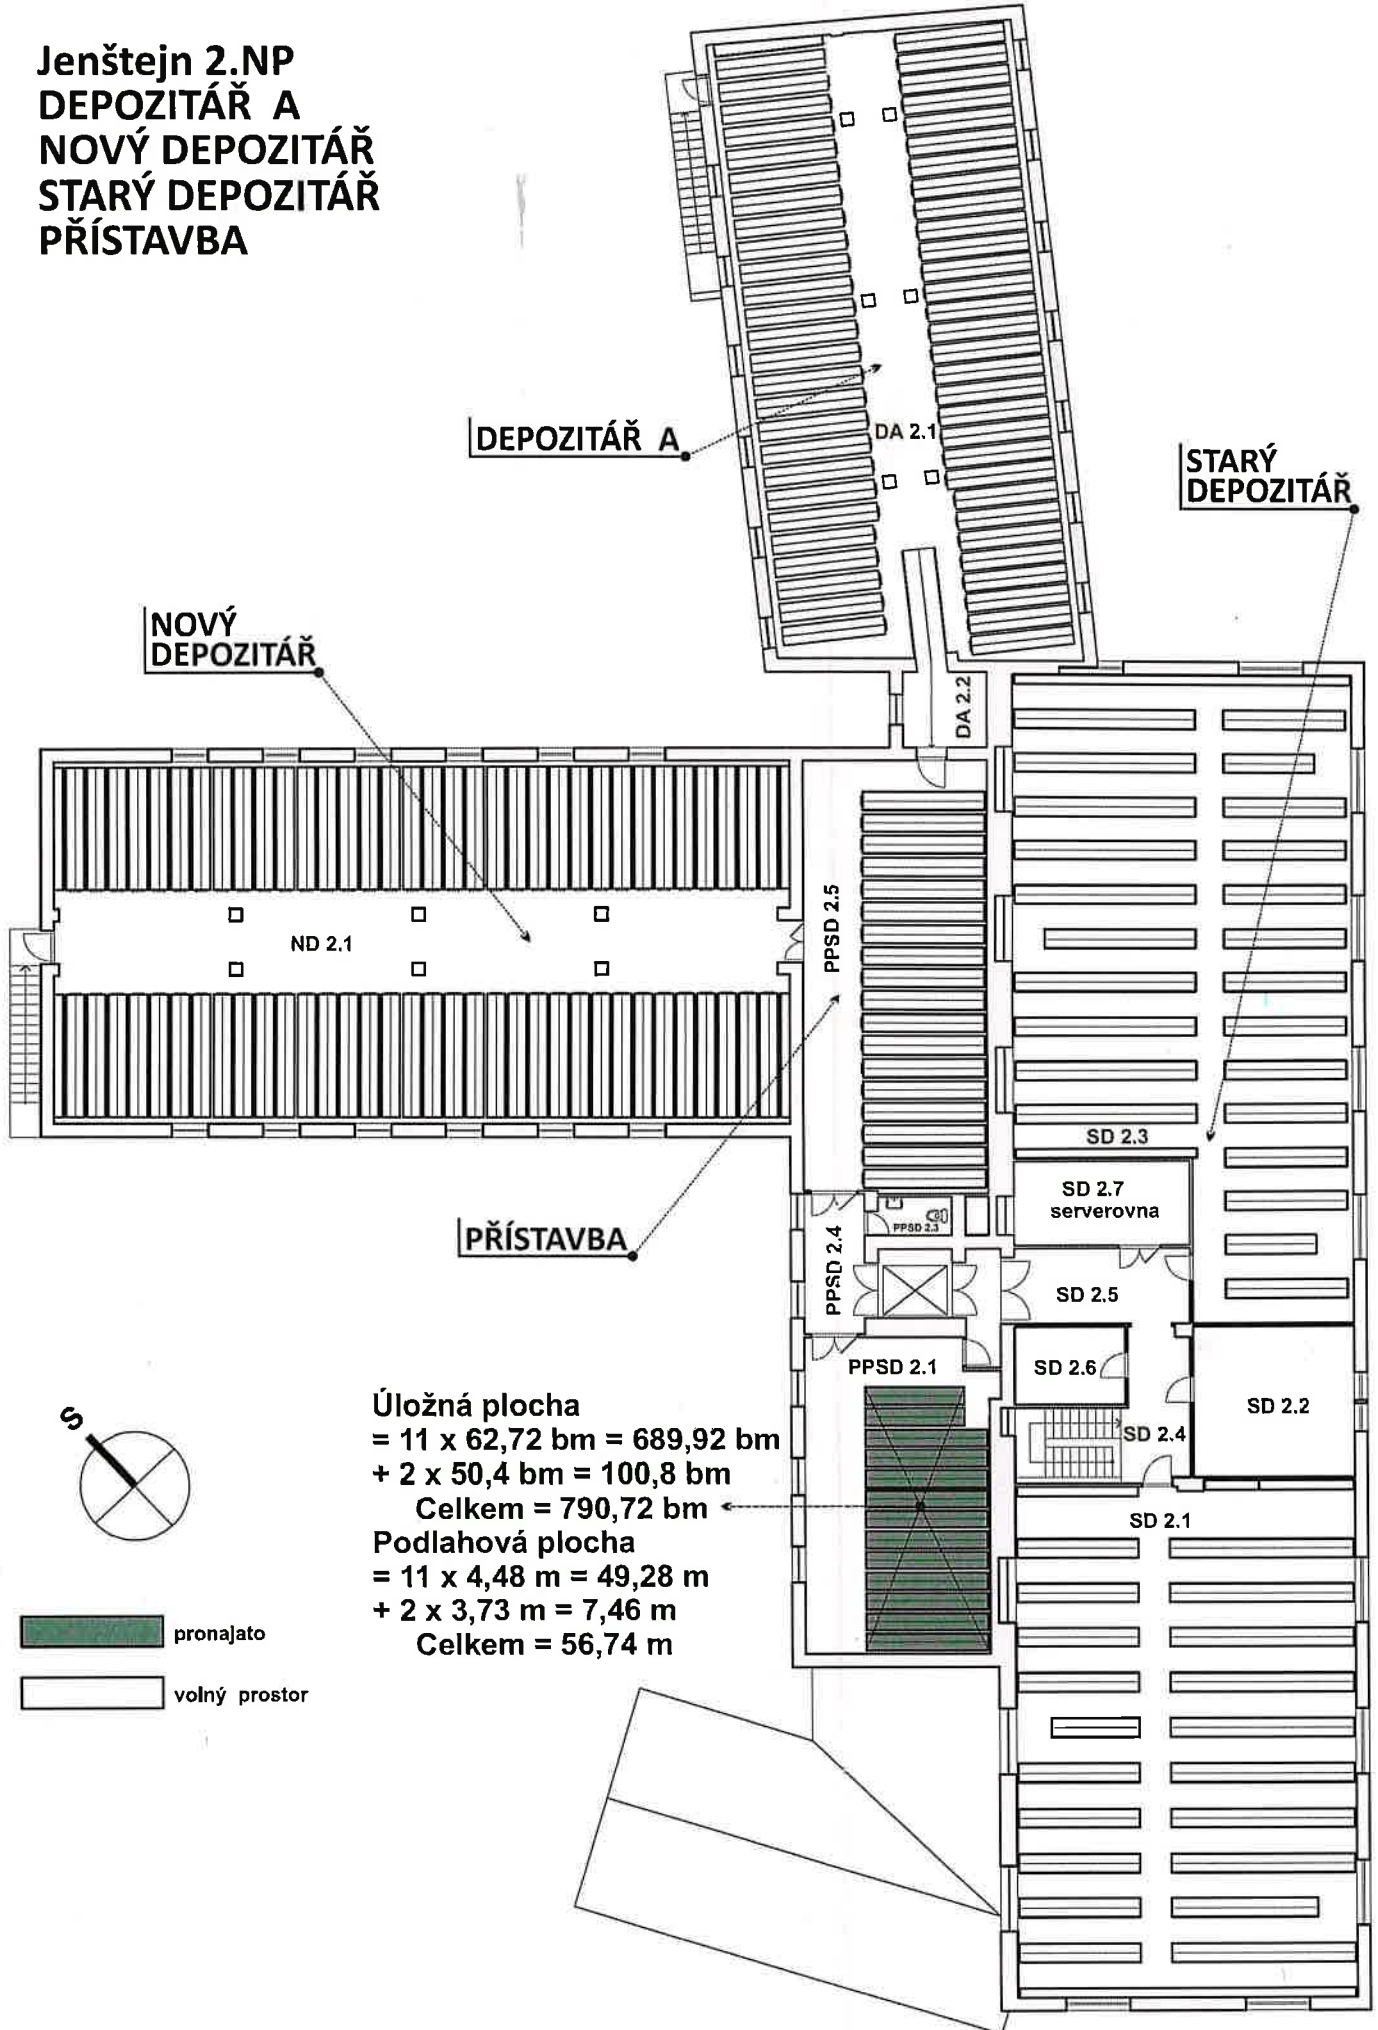 Jenštejn 2.NP
DEPOZITÁŘ A
NOVÝ DEPOZITÁŘ
STARÝ DEPOZITÁŘ
PŘÍSTAVBA
DEPOZITÁŘ A
DA 2.1
STARÝ
DEPOZITÁŘ
NOVÝ
DEPOZITÁŘ
DA 2.2
ND 2.1
PPSD 2.5
SD 2.3
SD 2.7
serverovna
PŘÍSTAVBA
PPSD 2.3
PPSD 2.4
SD 2.5
PPSD 2.1
SD 2.6
SD 2.2
SD 2.4
SD 2.1
S
Úložná plocha
= 11 x 62,72 bm = 689,92 bm
+ 2 x 50,4 bm = 100,8 bm
Celkem = 790,72 bm
Podlahová plocha
= 11 x 4,48 m = 49,28 m
+ 2 x 3,73 m = 7,46 m
Celkem = 56,74 m
pronajato
volný prostor